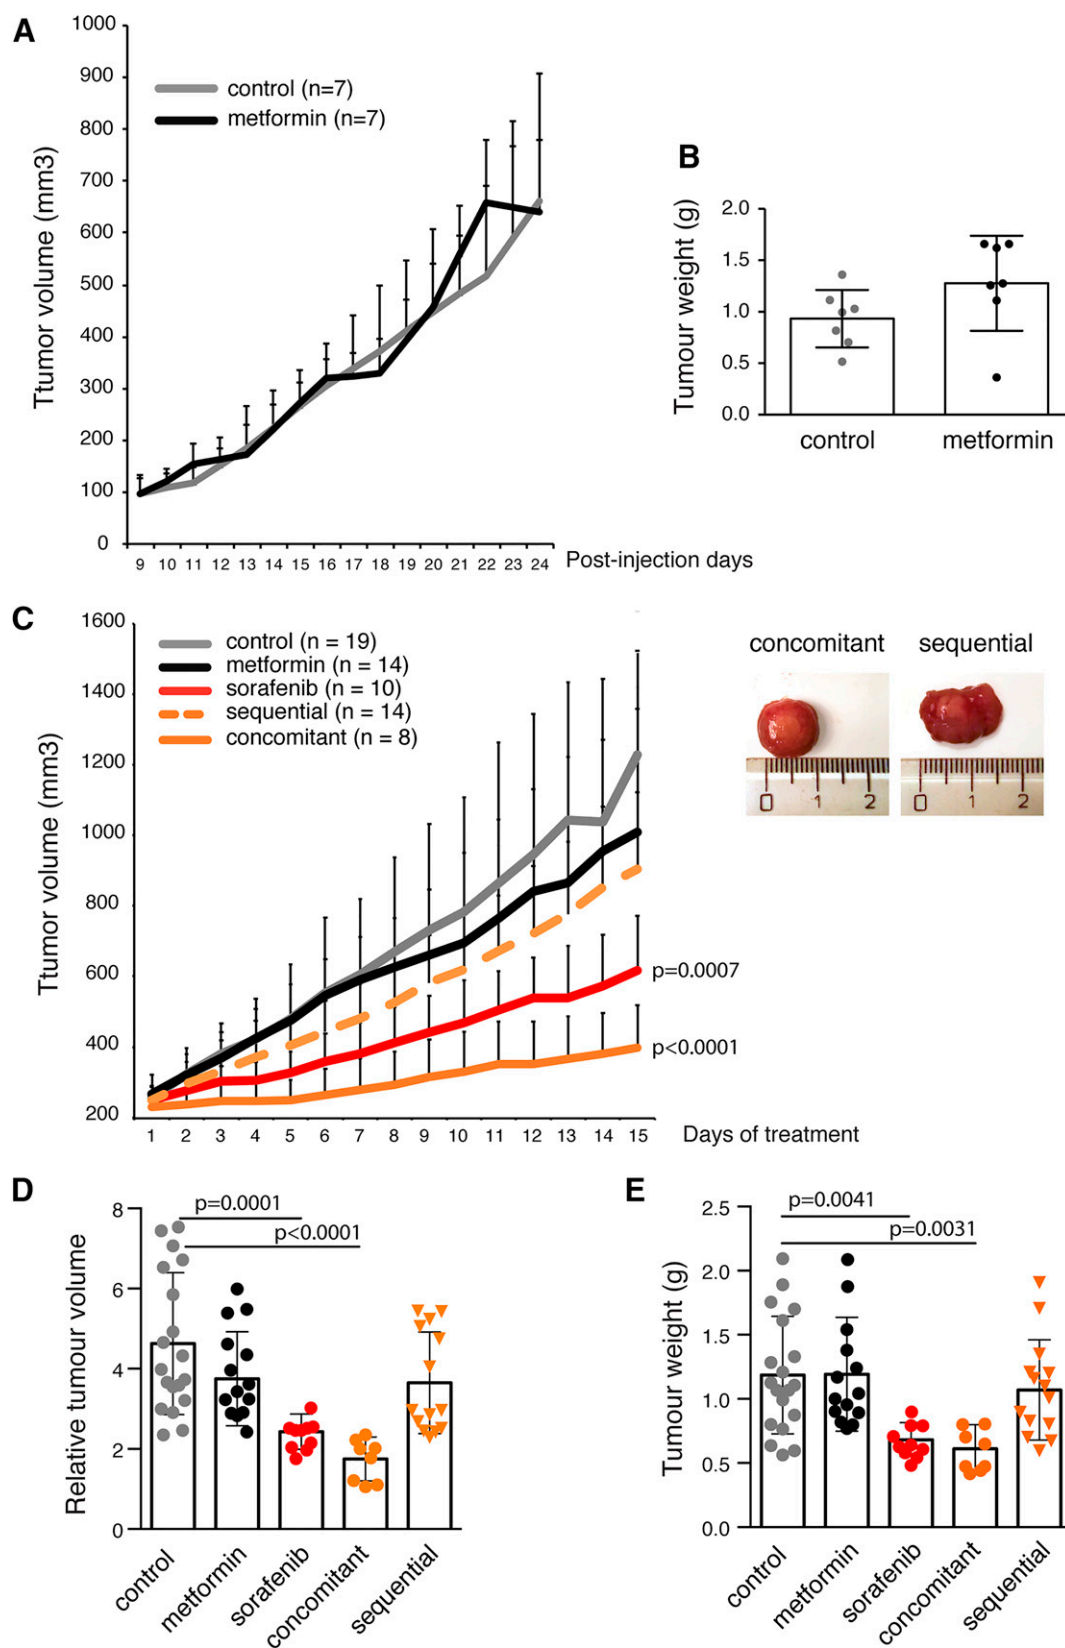 A
1000
900
800
700
600
500
400
300
200
100
0
Ttumor volume (mm3)
control (n=7)
metformin (n=7)
9 10 11 12 13 14 15 16 17 18 19 20 21 22 23 24
Post-injection days
B
2.0
1.5
1.0
0.5
0.0
Tumour weight (g)
control metformin
C
1600
1400
1200
1000
800
600
400
200
Ttumor volume (mm3)
control (n = 19)
metformin (n = 14)
sorafenib (n = 10)
sequential (n = 14)
concomitant (n = 8)
p=0.0007
p<0.0001
1 2 3 4 5 6 7 8 9 10 11 12 13 14 15
Days of treatment
concomitant sequential
0 1 2
0 1 2
D
p=0.0001
p<0.0001
8
6
4
2
0
Relative tumour volume
control
metformin
sorafenib
concomitant
sequential
E
p=0.0041
p=0.0031
2.5
2.0
1.5
1.0
0.5
0.0
Tumour weight (g)
control
metformin
sorafenib
concomitant
sequential